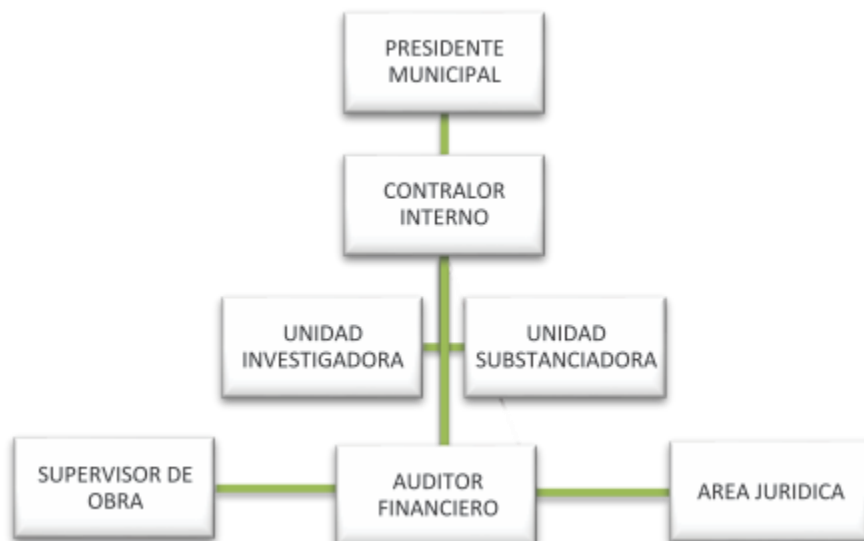 PRESIDENTE
MUNICIPAL
CONTRALOR
INTERNO
UNIDAD
INVESTIGADORA
UNIDAD
SUBSTANCIADORA
SUPERVISOR DE
OBRA
AUDITOR
FINANCIERO
AREA JURIDICA